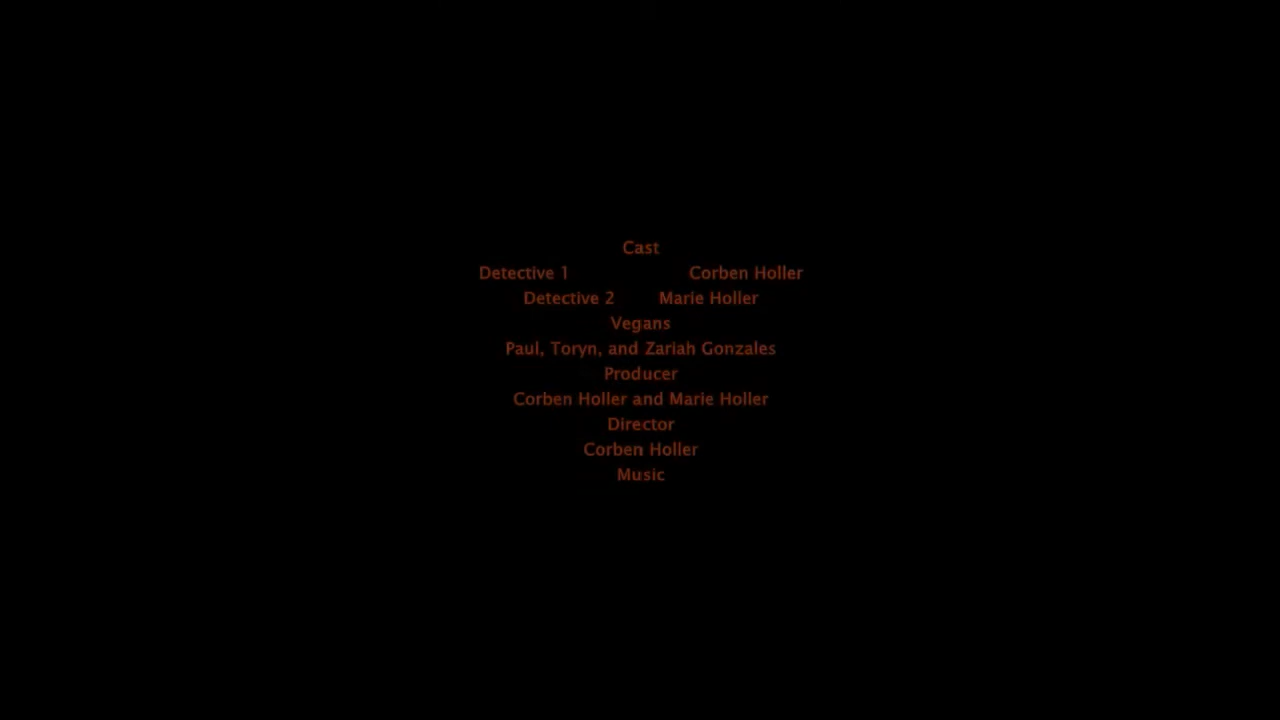 Cast
Detective 1 Corben Holler
Detective 2 Marie Holler
Vegans
Paul, Toryn, and Zariah Gonzales
Producer
Corben Holler and Marie Holler
Director
Corben Holler
Music